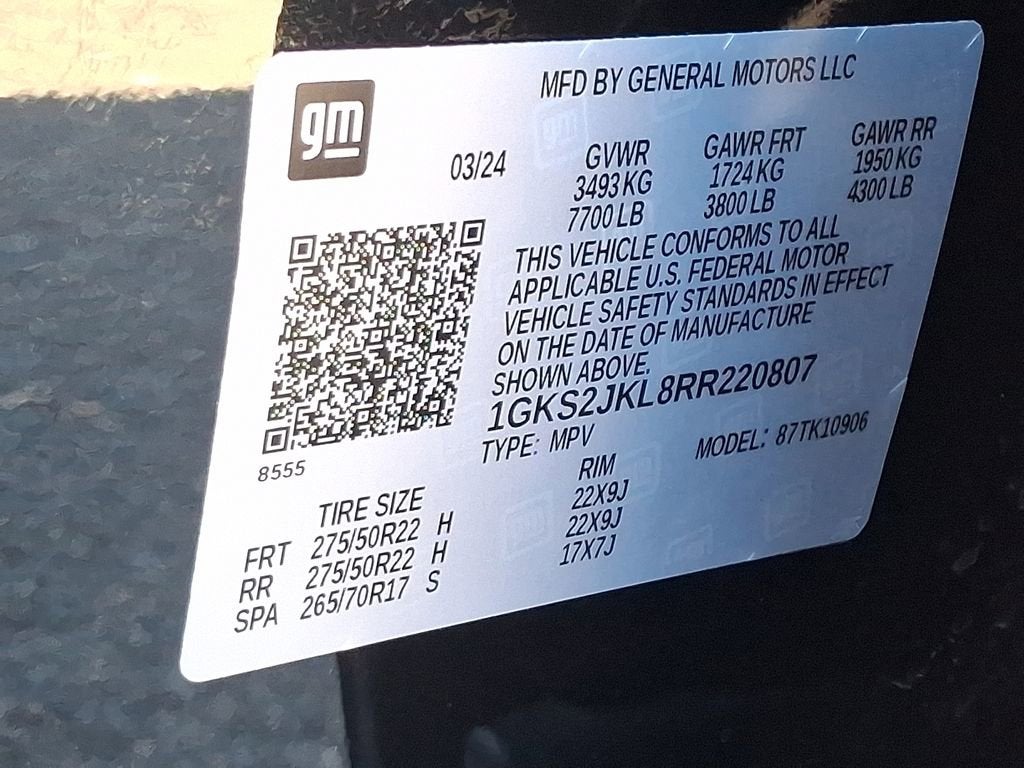 gm
MFD BY GENERAL MOTORS LLC
03/24 GVWR GAWR FRT GAWR RR
3493 KG 1724 KG 1950 KG
7700 LB 3800 LB 4300 LB
THIS VEHICLE CONFORMS TO ALL
APPLICABLE U.S. FEDERAL MOTOR
VEHICLE SAFETY STANDARDS IN EFFECT
ON THE DATE OF MANUFACTURE
SHOWN ABOVE.
1GKS2JKL8RR220807
TYPE: MPV MODEL: 87TK10906
8555
TIRE SIZE RIM
FRT 275/50R22 H 22X9J
RR 275/50R22 H 22X9J
SPA 265/70R17 S 17X7J